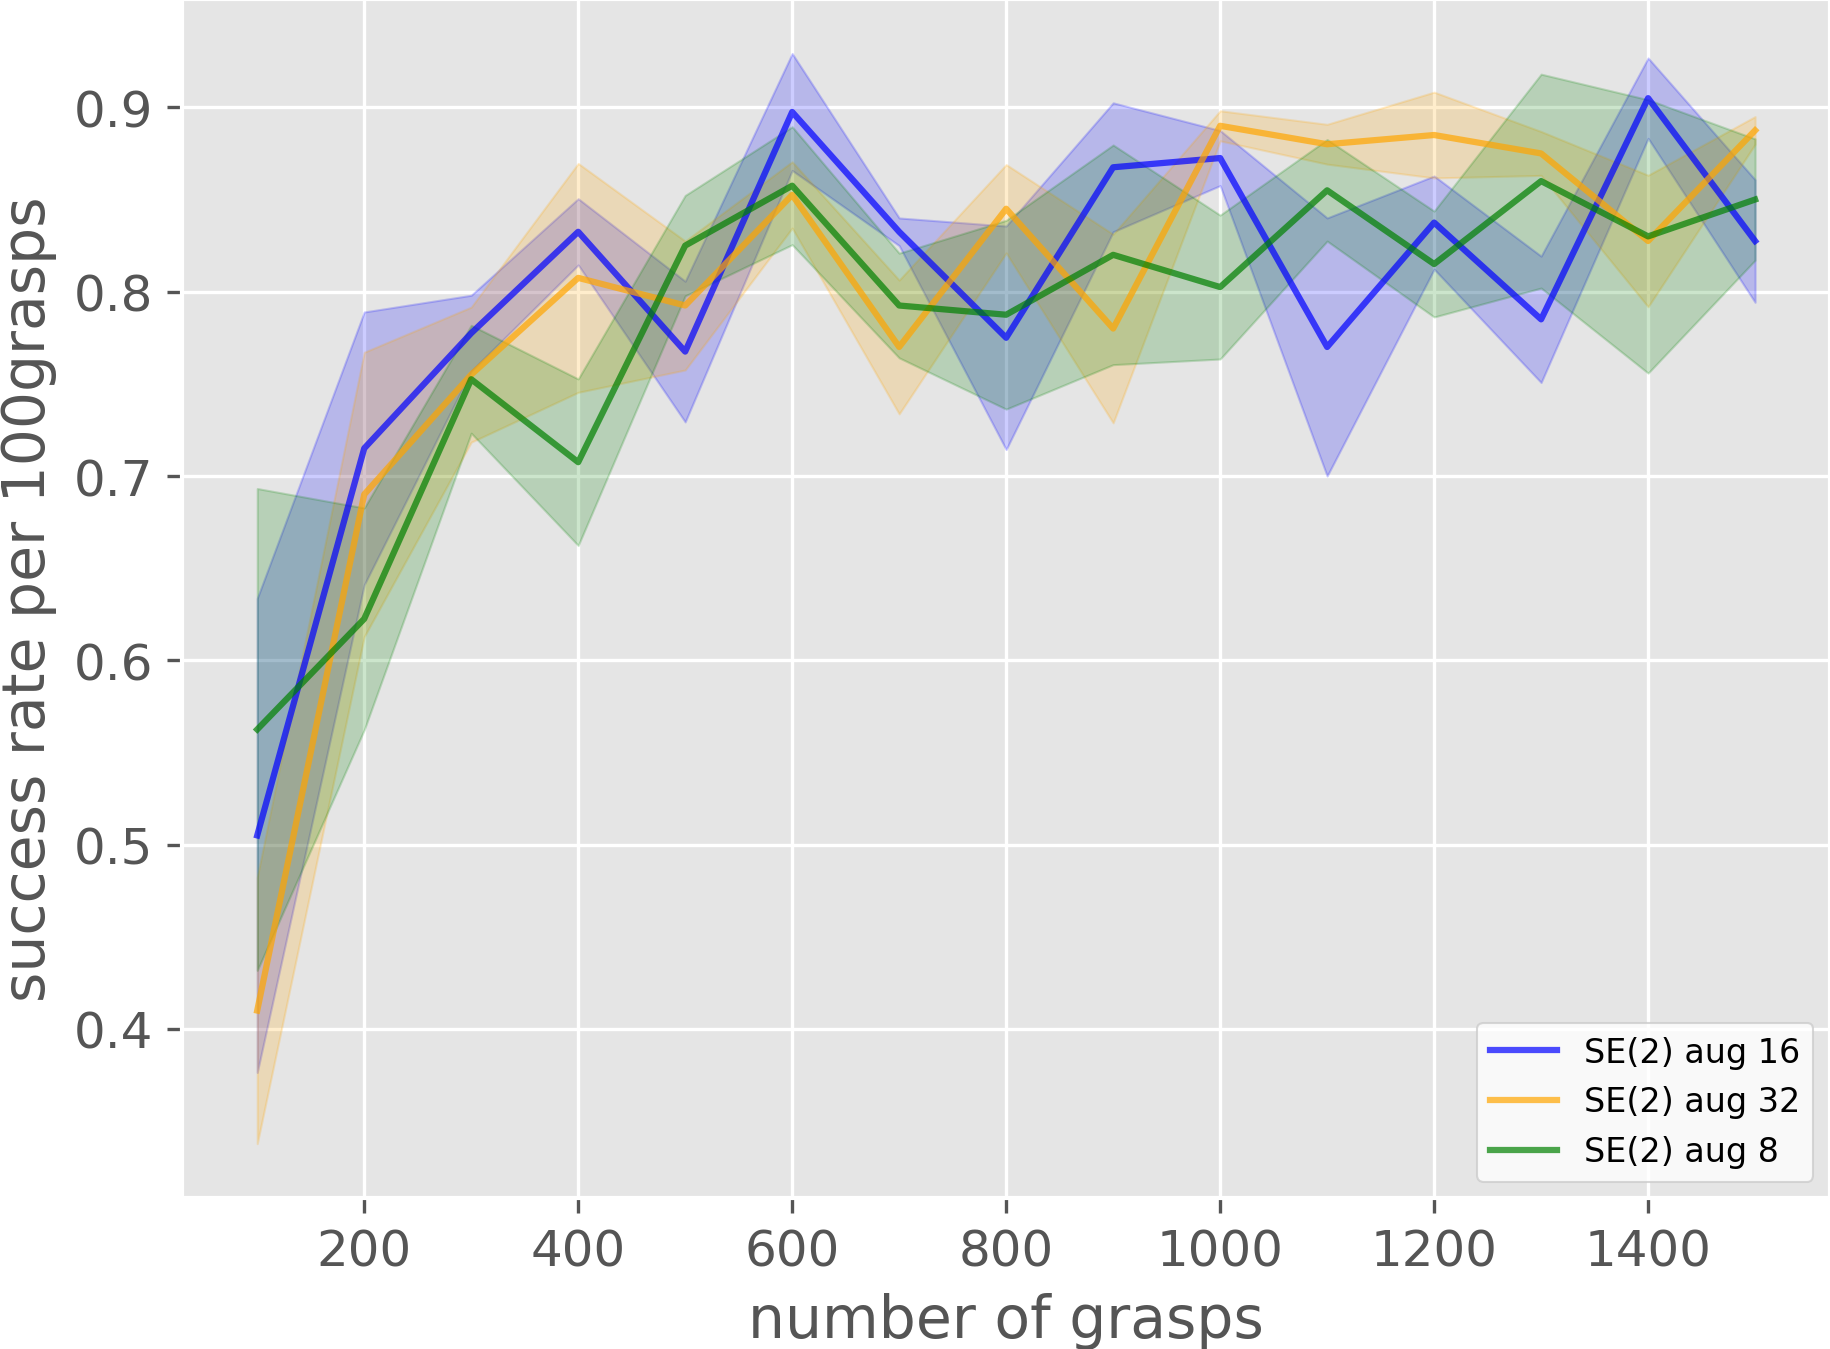 success rate per 100grasps
0.9
0.8
0.7
0.6
0.5
0.4
200 400 600 800 1000 1200 1400
number of grasps
SE(2) aug 16
SE(2) aug 32
SE(2) aug 8